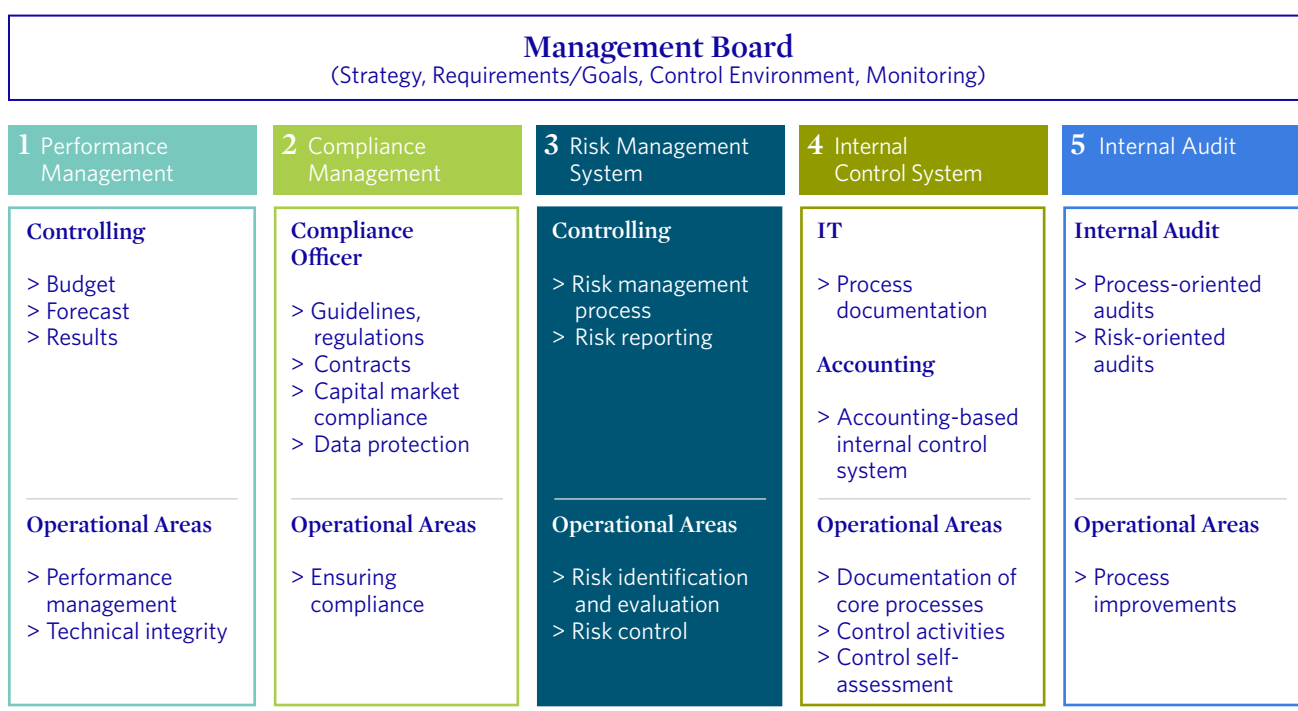 Management Board
(Strategy, Requirements/Goals, Control Environment, Monitoring)
1 Performance
Management
Controlling
> Budget
> Forecast
> Results
Operational Areas
> Performance
management
> Technical integrity
2 Compliance
Management
Compliance
Officer
> Guidelines,
regulations
> Contracts
> Capital market
compliance
> Data protection
Operational Areas
> Ensuring
compliance
3 Risk Management
System
Controlling
> Risk management
process
> Risk reporting
Operational Areas
> Risk identification
and evaluation
> Risk control
4 Internal
Control System
IT
> Process
documentation
Accounting
> Accounting-based
internal control
system
Operational Areas
> Documentation of
core processes
> Control activities
> Control self-
assessment
5 Internal Audit
Internal Audit
> Process-oriented
audits
> Risk-oriented
audits
Operational Areas
> Process
improvements